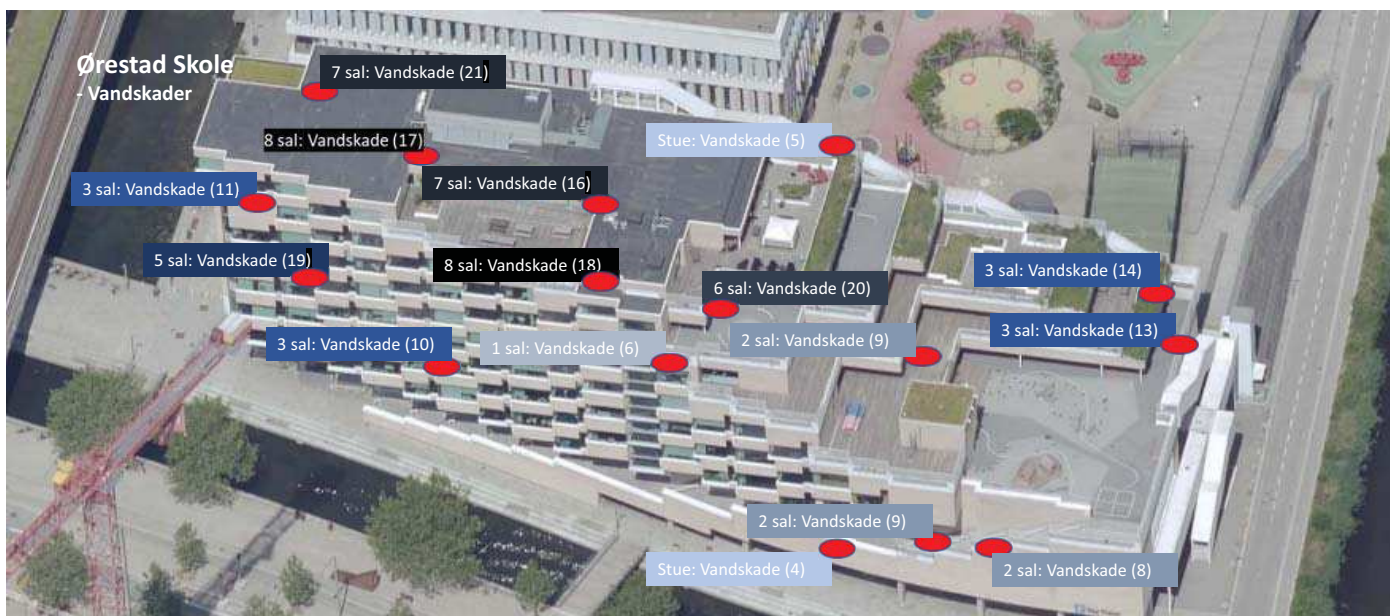 Ørestad Skole
- Vandskader
7 sal: Vandskade (21)
8 sal: Vandskade (17)
Stue: Vandskade (5)
7 sal: Vandskade (16)
3 sal: Vandskade (11)
5 sal: Vandskade (19)
8 sal: Vandskade (18)
3 sal: Vandskade (14)
6 sal: Vandskade (20)
3 sal: Vandskade (13)
3 sal: Vandskade (10)
1 sal: Vandskade (6)
2 sal: Vandskade (9)
2 sal: Vandskade (9)
Stue: Vandskade (4)
2 sal: Vandskade (8)